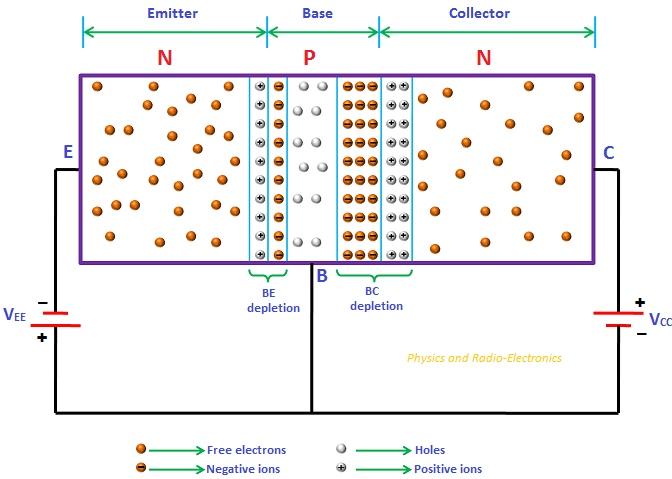 Emitter Base Collector
N P N
E C
B
BE
depletion
BC
depletion
− +
VEE VCC
+ −
Physics and Radio-Electronics
Free electrons Holes
Negative ions Positive ions